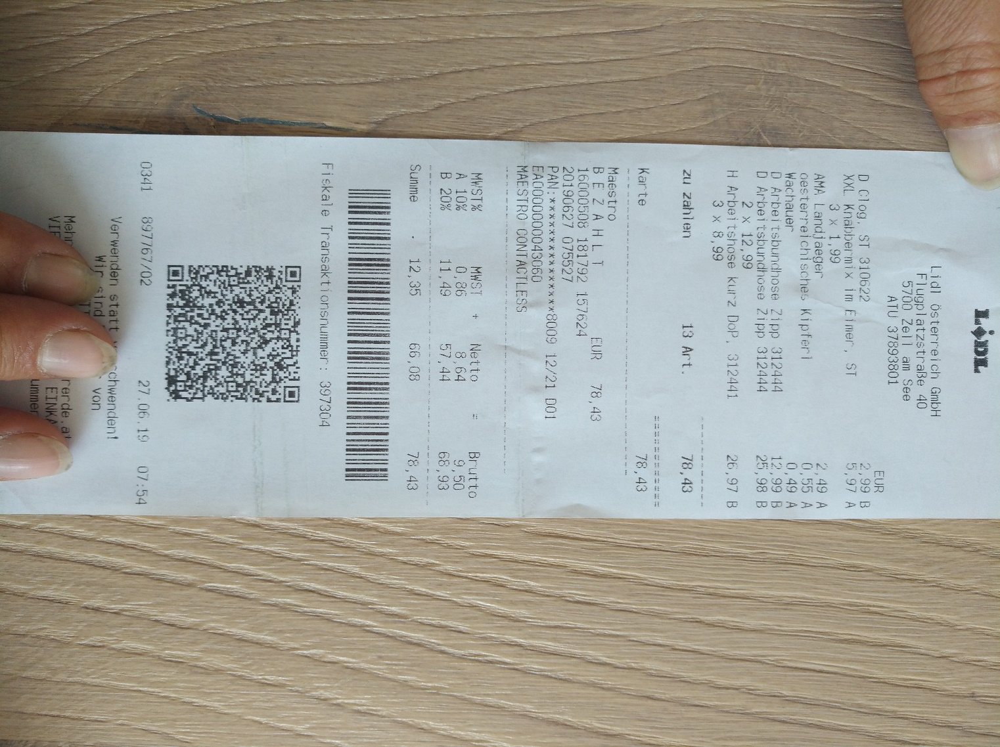 LiDL
Lidl österreich GmbH
Flugplatzstraße 40
5700 Zell am See
ATU 37893801
EUR
D Clog, ST 310622 2,99 B
XXL Knabbermix im Eimer, ST 5,97 A
3 x 1,99
AMA Landjaeger 2,49 A
oesterreichisches Kipferl 0,55 A
Wachauer 0,49 A
D Arbeitsbundhose Zipp 312444 12,99 B
D Arbeitsbundhose Zipp 312444 25,98 B
2 x 12,99
H Arbeitshose kurz DoP, 312441 26,97 B
3 x 8,99
zu zahlen 13 Art. 78,43
Karte 78,43
Maestro
B E Z A H L T EUR 78,43
16000508 181792 157624
20190627 075527
PAN:***************8009 12/21 D01
EA0000000043060
MAESTRO CONTACTLESS
MWST% MWST + Netto = Brutto
A 10% 0,86 8,64 9,50
B 20% 11,49 57,44 68,93
Summe 12,35 66,08 78,43
Fiskale Transaktionsnummer: 397304
0341 897767/02 27.06.19 07:54
Verwenden statt verschwenden!
Wir sind von